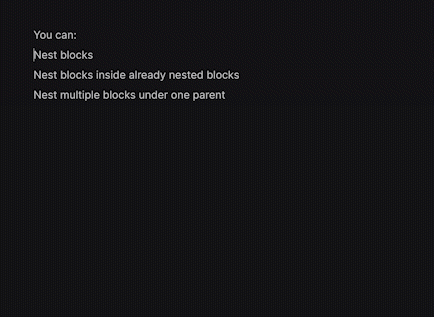 You can:
Nest blocks
Nest blocks inside already nested blocks
Nest multiple blocks under one parent